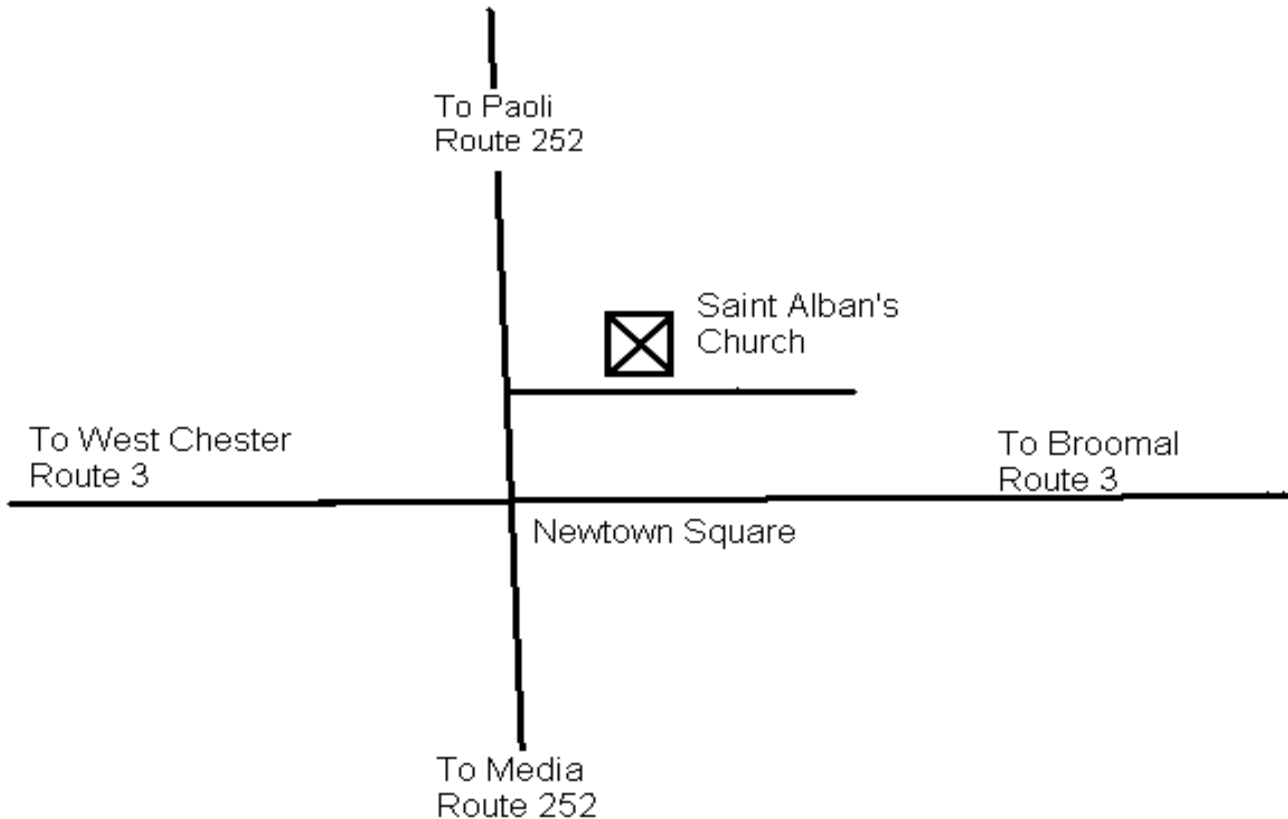 To Paoli
Route 252
Saint Alban's
Church
To West Chester
Route 3
To Broomal
Route 3
Newtown Square
To Media
Route 252